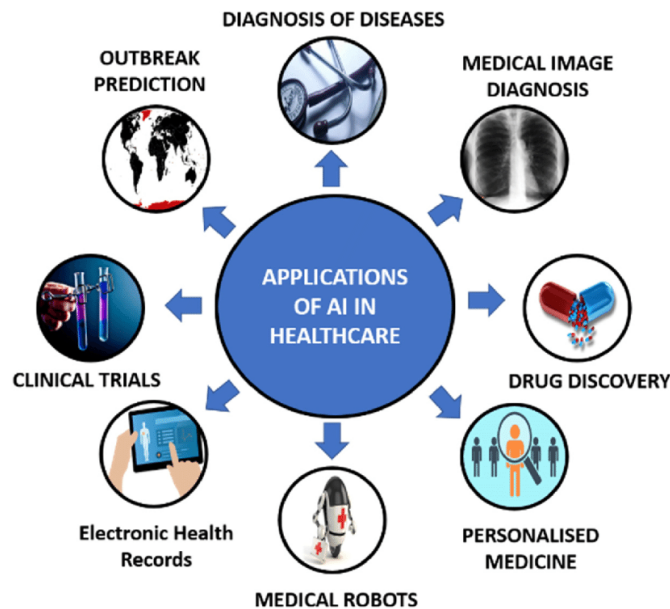 DIAGNOSIS OF DISEASES
OUTBREAK
PREDICTION
MEDICAL IMAGE
DIAGNOSIS
APPLICATIONS
OF AI IN
HEALTHCARE
CLINICAL TRIALS
DRUG DISCOVERY
Electronic Health
Records
PERSONALISED
MEDICINE
MEDICAL ROBOTS